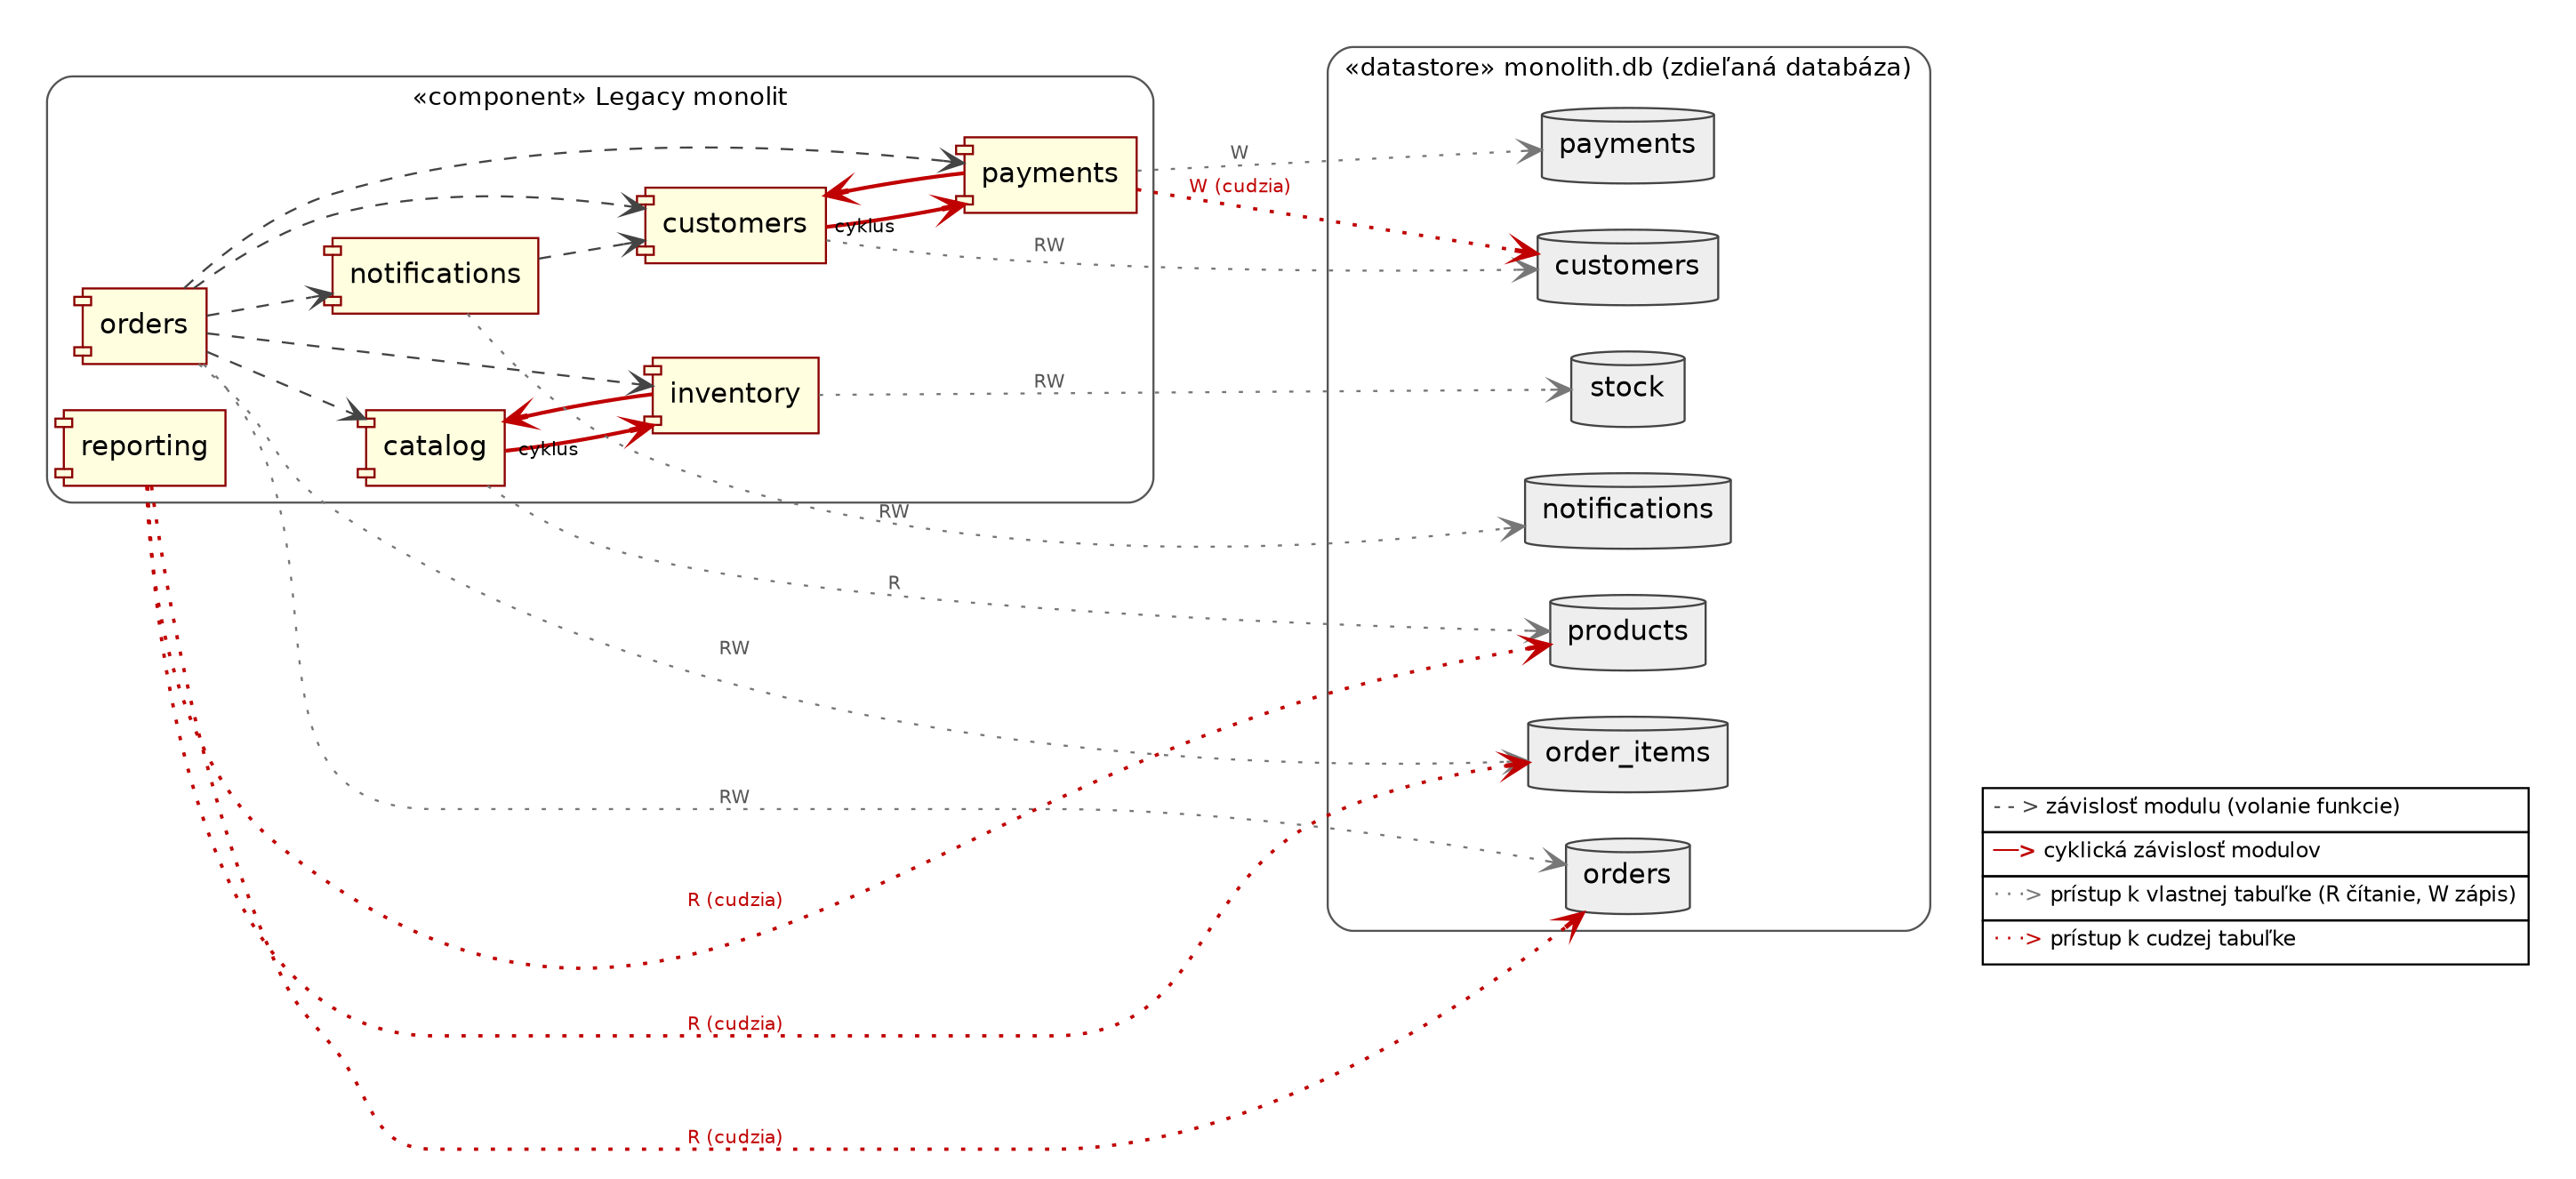 «component» Legacy monolit
payments
customers
cyklus
notifications
orders
inventory
catalog
cyklus
reporting
W
W (cudzia)
RW
RW
RW
R
RW
RW
R (cudzia)
R (cudzia)
R (cudzia)
«datastore» monolith.db (zdieľaná databáza)
payments
customers
stock
notifications
products
order_items
orders
- - > závislosť modulu (volanie funkcie)
──> cyklická závislosť modulov
· · ·> prístup k vlastnej tabuľke (R čítanie, W zápis)
· · ·> prístup k cudzej tabuľke